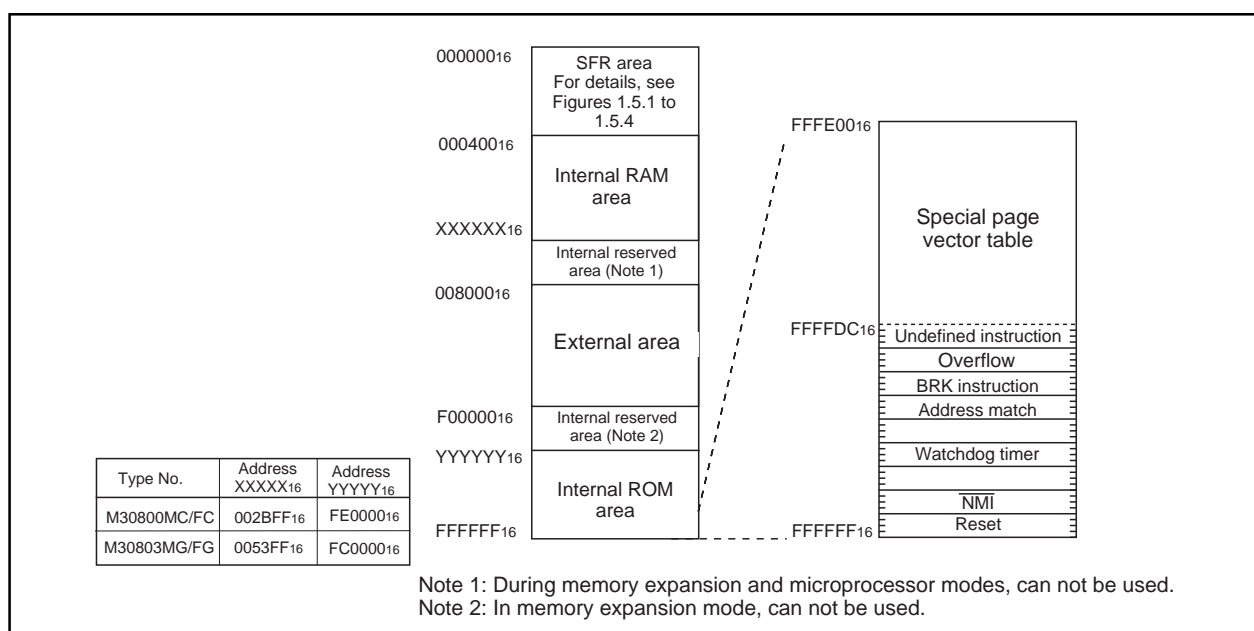 000000₁₆
SFR area
For details, see
Figures 1.5.1 to
1.5.4
000400₁₆
Internal RAM
area
XXXXXX₁₆
Internal reserved
area (Note 1)
008000₁₆
External area
F00000₁₆
Internal reserved
area (Note 2)
YYYYYY₁₆
Internal ROM
area
FFFFFF₁₆
FFFE00₁₆
Special page
vector table
FFFFDC₁₆
Undefined instruction
Overflow
BRK instruction
Address match
Watchdog timer
NMI
Reset
FFFFFF₁₆
Type No. Address XXXXX₁₆ Address YYYYY₁₆
M30800MC/FC 002BFF₁₆ FE0000₁₆
M30803MG/FG 0053FF₁₆ FC0000₁₆
Note 1: During memory expansion and microprocessor modes, can not be used.
Note 2: In memory expansion mode, can not be used.